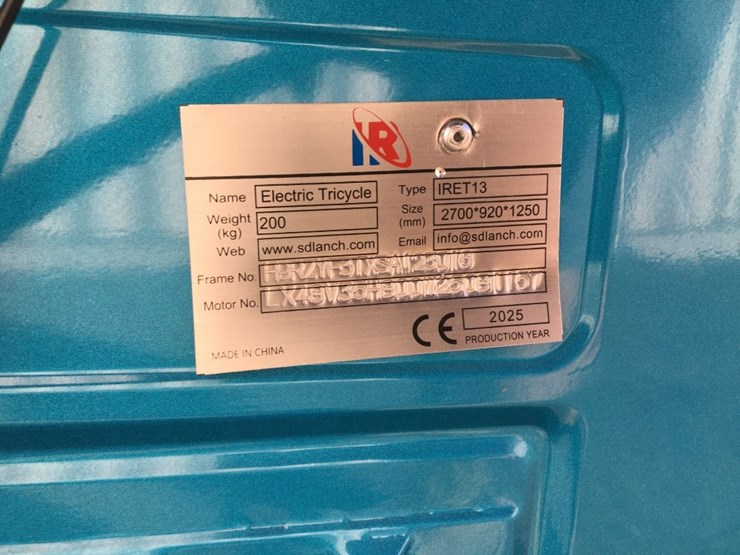 IR
Name Electric Tricycle Type IRET13
Weight (kg) 200 Size (mm) 2700*920*1250
Web www.sdlanch.com Email info@sdlanch.com
Frame No.
Motor No.
CE 2025
PRODUCTION YEAR
MADE IN CHINA